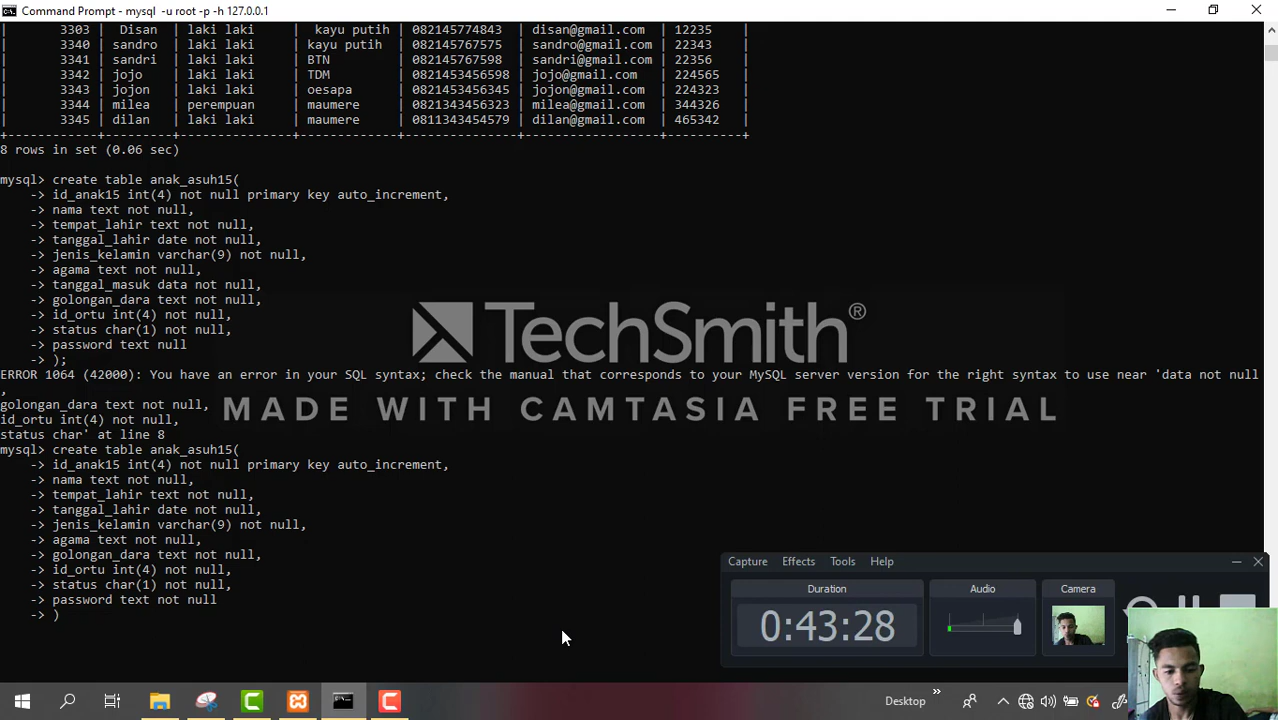 Command Prompt - mysql -u root -p -h 127.0.0.1
| 3303 | Disan | laki laki | kayu putih | 082145774843 | disan@gmail.com | 12235 |
| 3340 | sandro | laki laki | kayu putih | 082145767575 | sandro@gmail.com | 22343 |
| 3341 | sandri | laki laki | BTN | 082145767598 | sandri@gmail.com | 22356 |
| 3342 | jojo | laki laki | TDM | 0821453456598 | jojo@gmail.com | 224565 |
| 3343 | jojon | laki laki | oesapa | 0821453456345 | jojon@gmail.com | 224323 |
| 3344 | milea | perempuan | maumere | 0821343456323 | milea@gmail.com | 344326 |
| 3345 | dilan | laki laki | maumere | 0811343454579 | dilan@gmail.com | 465342 |
+------------+--------+---------------+-------------+---------------+------------------+----------+
8 rows in set (0.06 sec)
mysql> create table anak_asuh15(
-> id_anak15 int(4) not null primary key auto_increment,
-> nama text not null,
-> tempat_lahir text not null,
-> tanggal_lahir date not null,
-> jenis_kelamin varchar(9) not null,
-> agama text not null,
-> tanggal_masuk data not null,
-> golongan_dara text not null,
-> id_ortu int(4) not null,
-> status char(1) not null,
-> password text null
-> );
ERROR 1064 (42000): You have an error in your SQL syntax; check the manual that corresponds to your MySQL server version for the right syntax to use near 'data not null
,
golongan_dara text not null,
id_ortu int(4) not null,
status char' at line 8
mysql> create table anak_asuh15(
-> id_anak15 int(4) not null primary key auto_increment,
-> nama text not null,
-> tempat_lahir text not null,
-> tanggal_lahir date not null,
-> jenis_kelamin varchar(9) not null,
-> agama text not null,
-> golongan_dara text not null,
-> id_ortu int(4) not null,
-> status char(1) not null,
-> password text not null
-> )
TechSmith®
MADE WITH CAMTASIA FREE TRIAL
Capture Effects Tools Help
Duration Audio Camera
0:43:28
Desktop